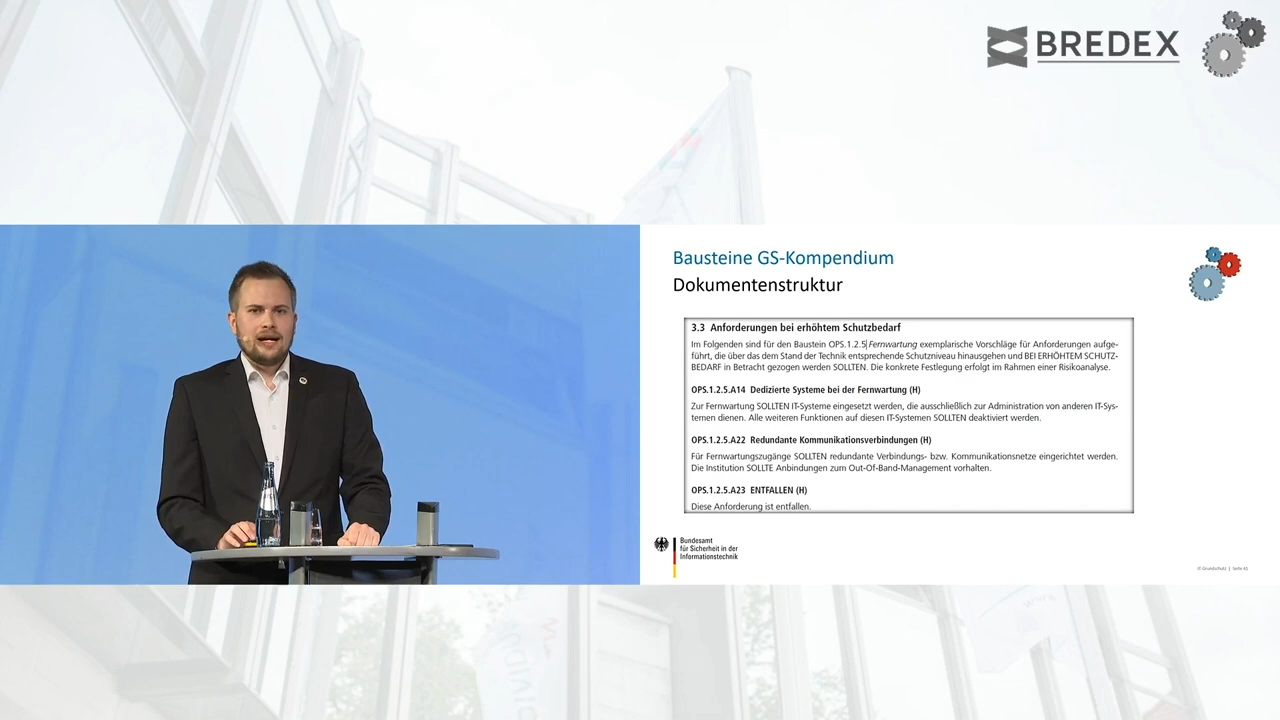 BREDEX
Bausteine GS-Kompendium
Dokumentenstruktur
3.3 Anforderungen bei erhöhtem Schutzbedarf
Im Folgenden sind für den Baustein OPS.1.2.5 Fernwartung exemplarische Vorschläge für Anforderungen aufge-
führt, die über das dem Stand der Technik entsprechende Schutzniveau hinausgehen und BEI ERHÖHTEM SCHUTZ-
BEDARF in Betracht gezogen werden SOLLTEN. Die konkrete Festlegung erfolgt im Rahmen einer Risikoanalyse.
OPS.1.2.5.A14 Dedizierte Systeme bei der Fernwartung (H)
Zur Fernwartung SOLLTEN IT-Systeme eingesetzt werden, die ausschließlich zur Administration von anderen IT-Sys-
temen dienen. Alle weiteren Funktionen auf diesen IT-Systemen SOLLTEN deaktiviert werden.
OPS.1.2.5.A22 Redundante Kommunikationsverbindungen (H)
Für Fernwartungszugänge SOLLTEN redundante Verbindungs- bzw. Kommunikationsnetze eingerichtet werden.
Die Institution SOLLTE Anbindungen zum Out-Of-Band-Management vorhalten.
OPS.1.2.5.A23 ENTFALLEN (H)
Diese Anforderung ist entfallen.
Bundesamt
für Sicherheit in der
Informationstechnik
IT-Grundschutz | Seite 41